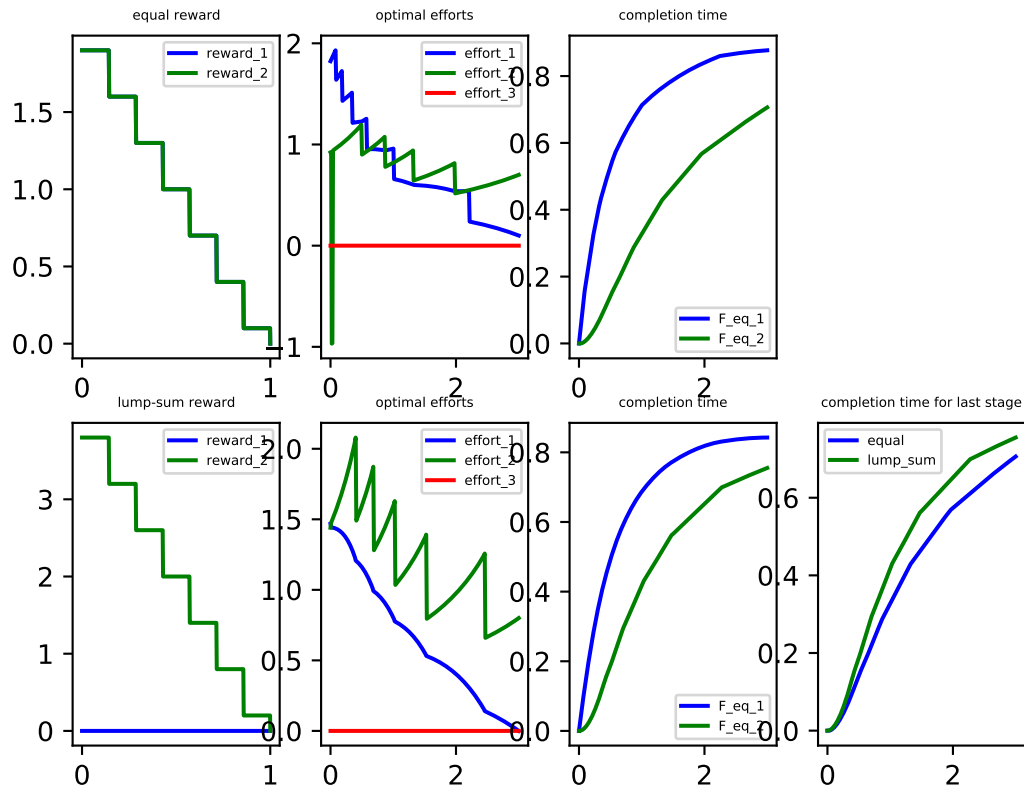 equal reward
reward_1
reward_2
1.5
1.0
0.5
0.0
0
1
optimal efforts
effort_1
effort_2
effort_3
2
1
0
−1
0
2
completion time
F_eq_1
F_eq_2
0.8
0.6
0.4
0.2
0.0
0
2
lump-sum reward
reward_1
reward_2
3
2
1
0
0
1
optimal efforts
effort_1
effort_2
effort_3
2.0
1.5
1.0
0.5
0.0
0
2
completion time
F_eq_1
F_eq_2
0.8
0.6
0.4
0.2
0.0
0
2
completion time for last stage
equal
lump_sum
0.6
0.4
0.2
0.0
0
2